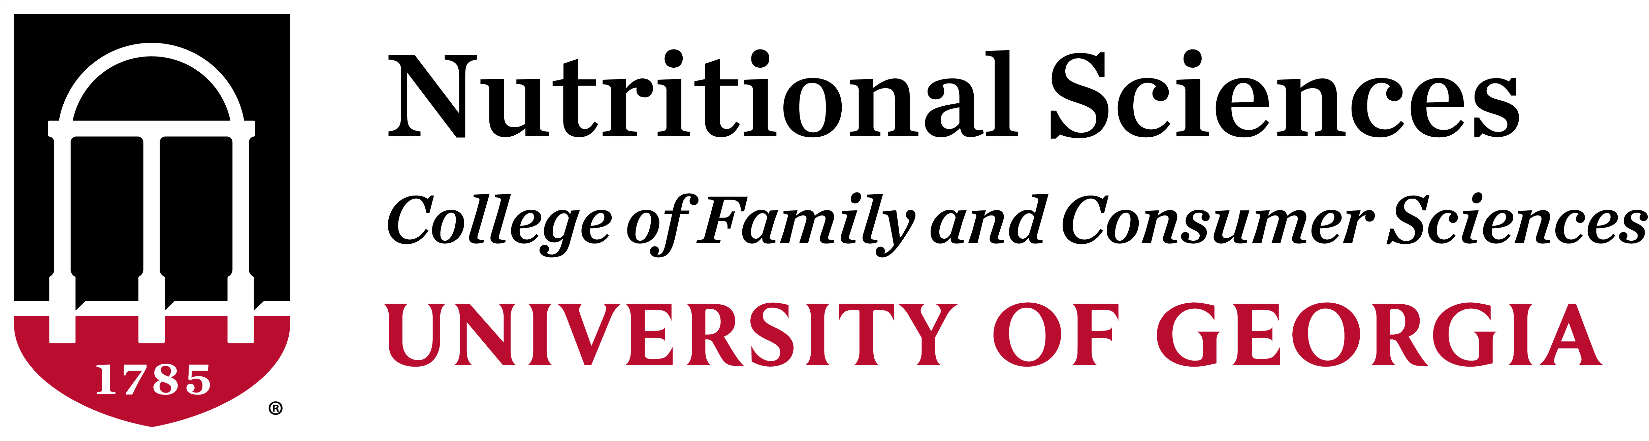 Nutritional Sciences
College of Family and Consumer Sciences
UNIVERSITY OF GEORGIA
1785
®